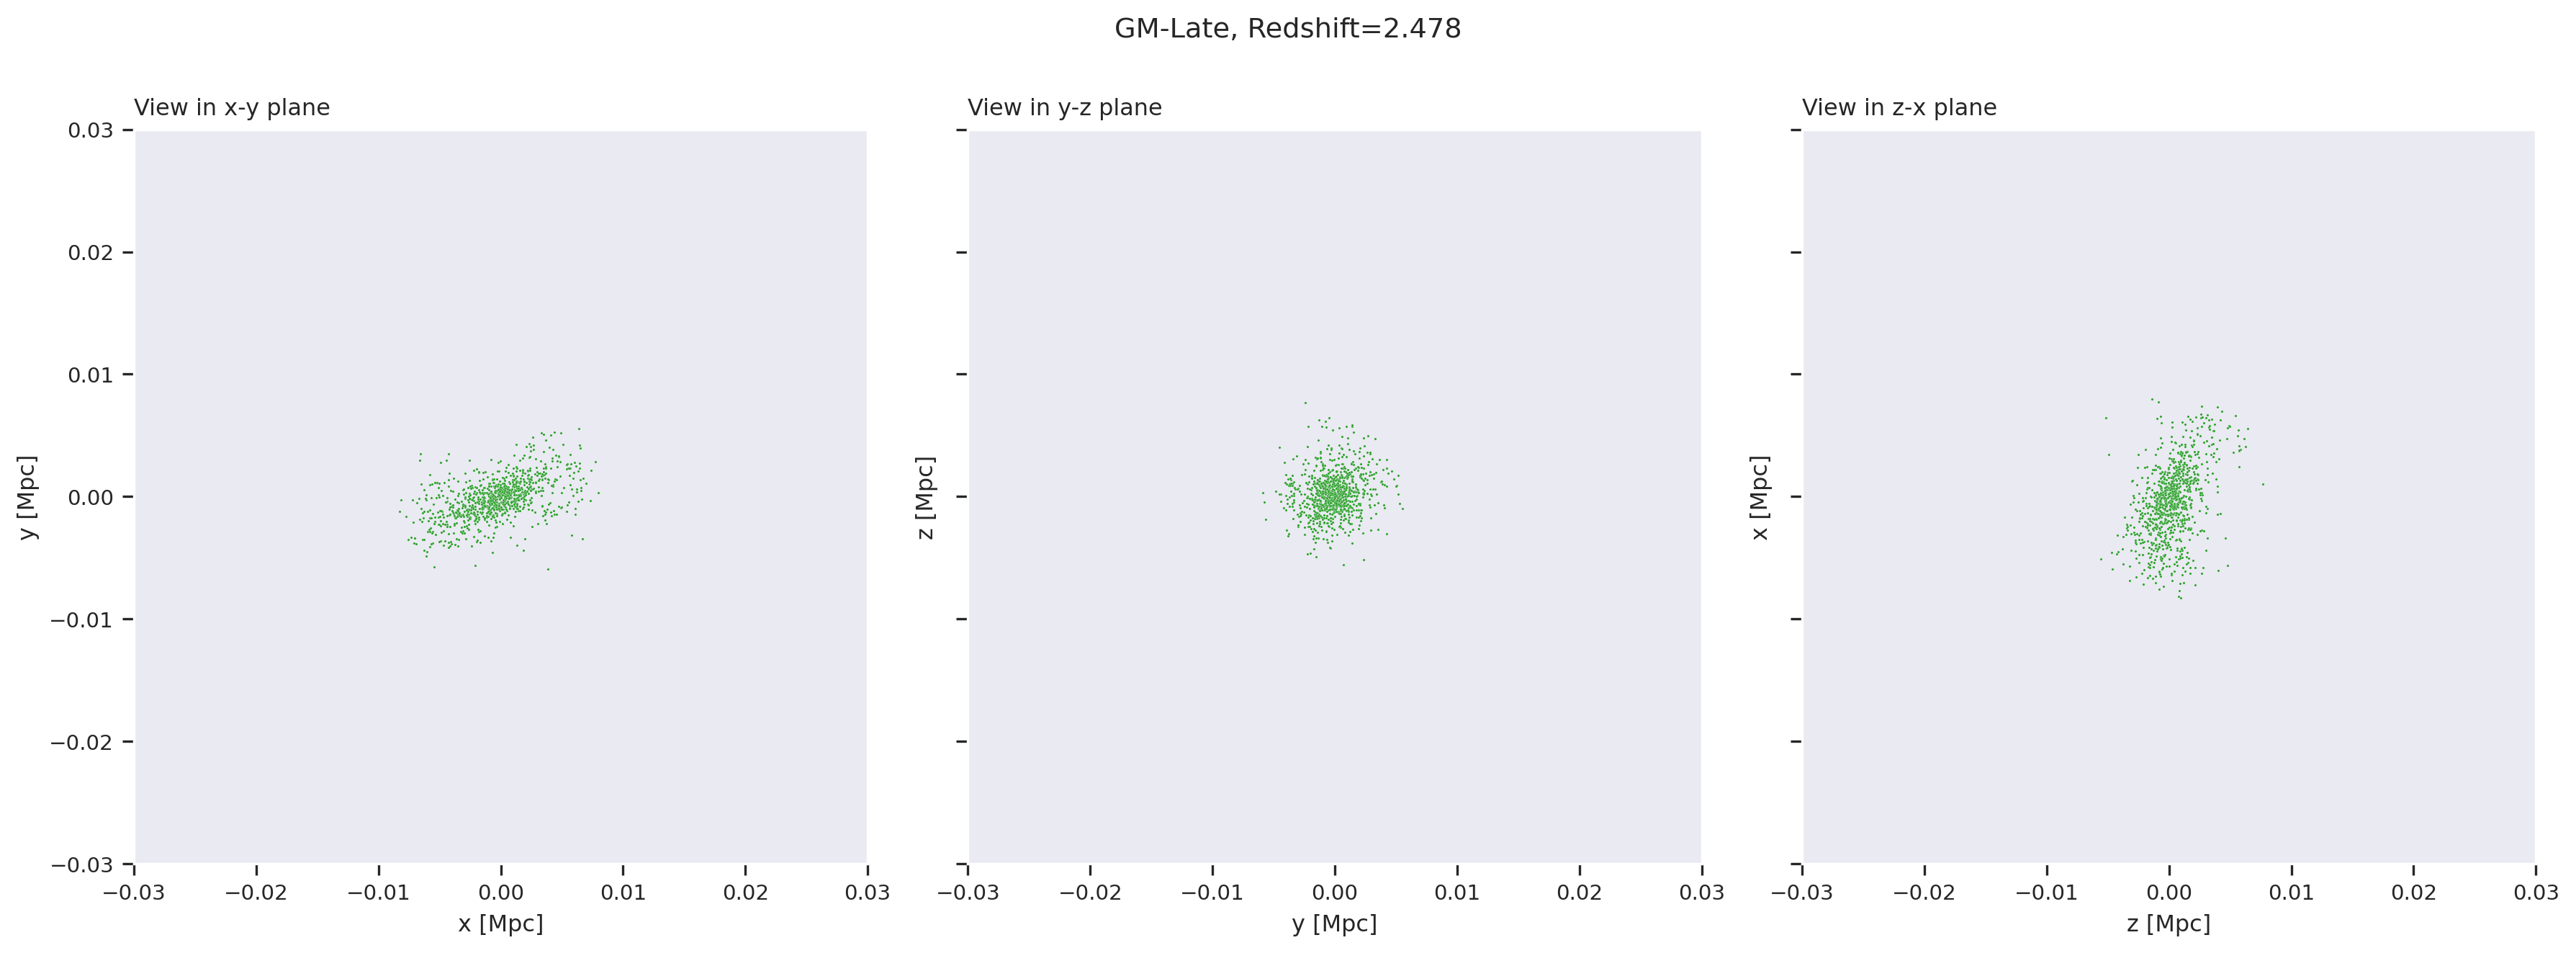 GM-Late, Redshift=2.478
View in x-y plane
View in y-z plane
View in z-x plane
0.03
0.02
0.01
0.00
−0.01
−0.02
−0.03
y [Mpc]
−0.03 −0.02 −0.01 0.00 0.01 0.02 0.03
x [Mpc]
z [Mpc]
−0.03 −0.02 −0.01 0.00 0.01 0.02 0.03
y [Mpc]
x [Mpc]
−0.03 −0.02 −0.01 0.00 0.01 0.02 0.03
z [Mpc]